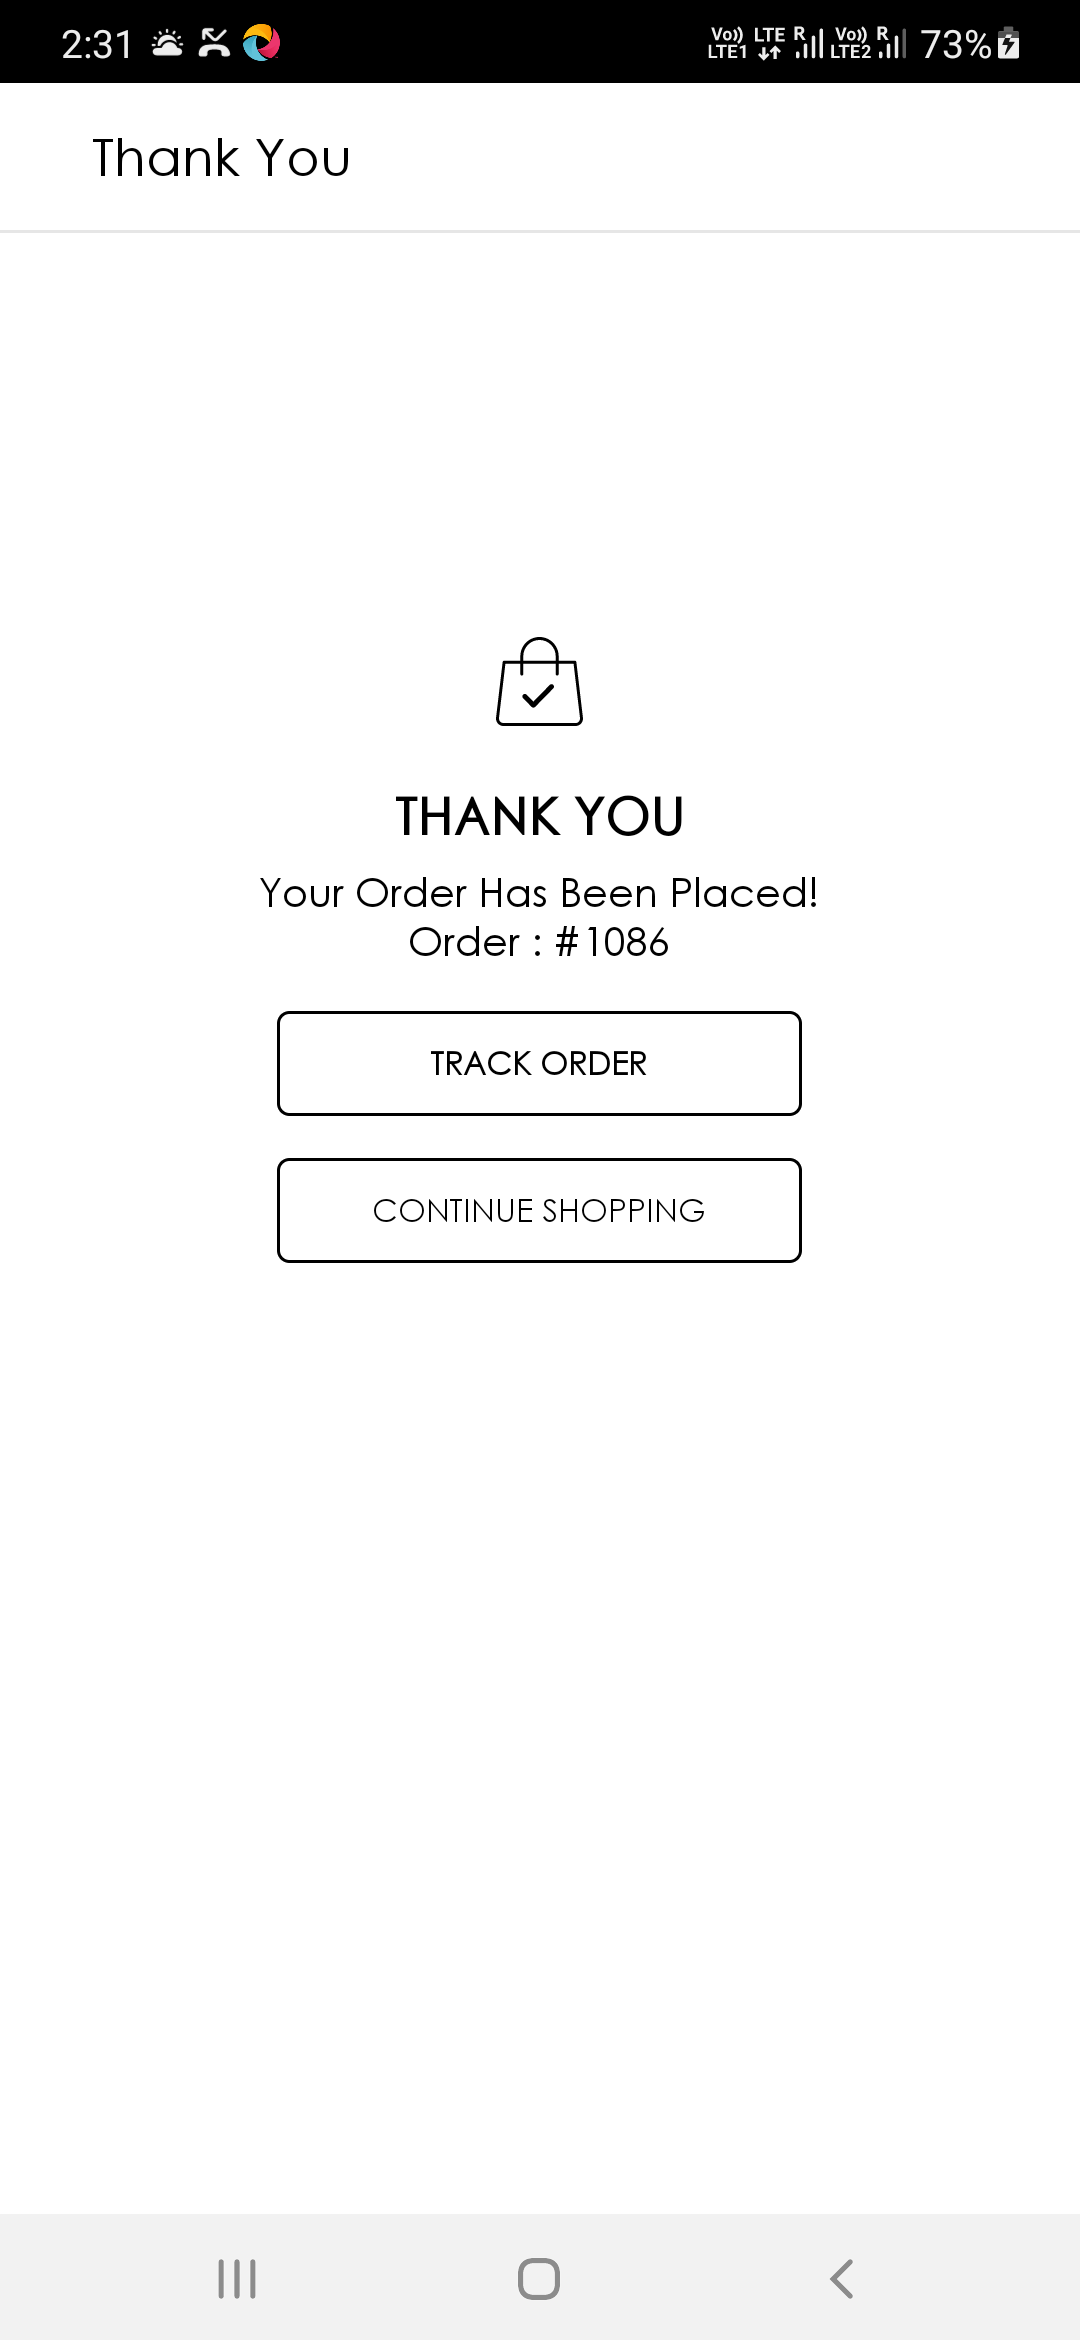 2:31 Vo)) LTE1 LTE R Vo)) LTE2 R 73%
Thank You
THANK YOU
Your Order Has Been Placed!
Order : #1086
TRACK ORDER
CONTINUE SHOPPING